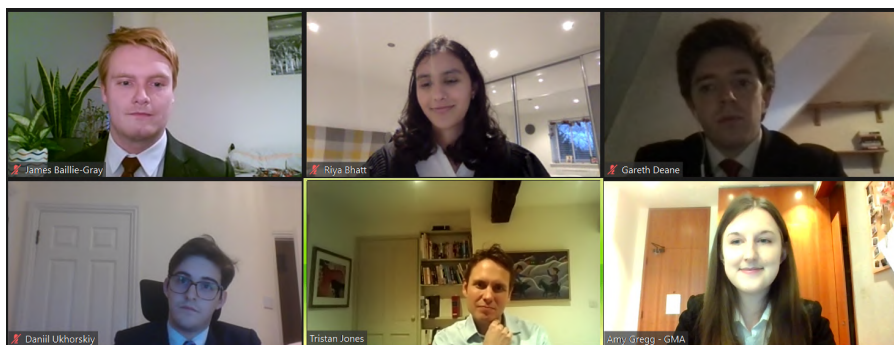 James Baillie-Gray
Riya Bhatt
Gareth Deane
Daniil Ukhorskiy
Tristan Jones
Amy Gregg - GMA